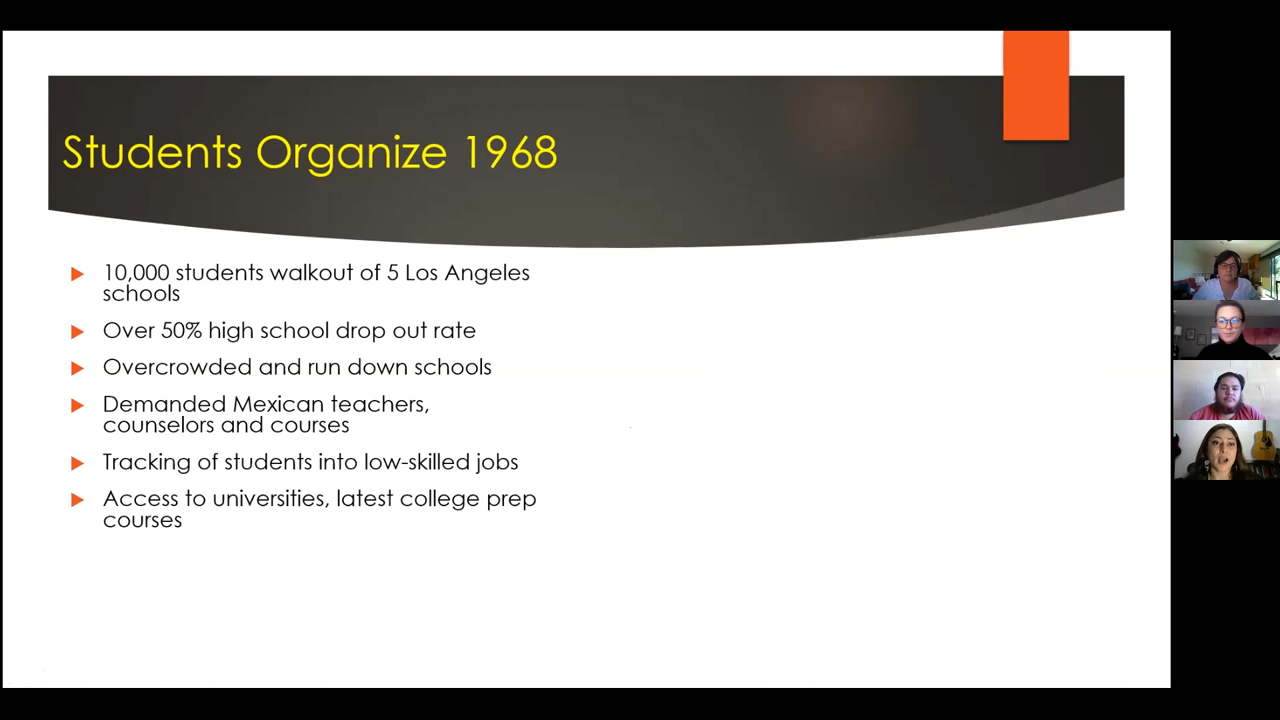 Students Organize 1968
10,000 students walkout of 5 Los Angeles
schools
Over 50% high school drop out rate
Overcrowded and run down schools
Demanded Mexican teachers,
counselors and courses
Tracking of students into low-skilled jobs
Access to universities, latest college prep
courses